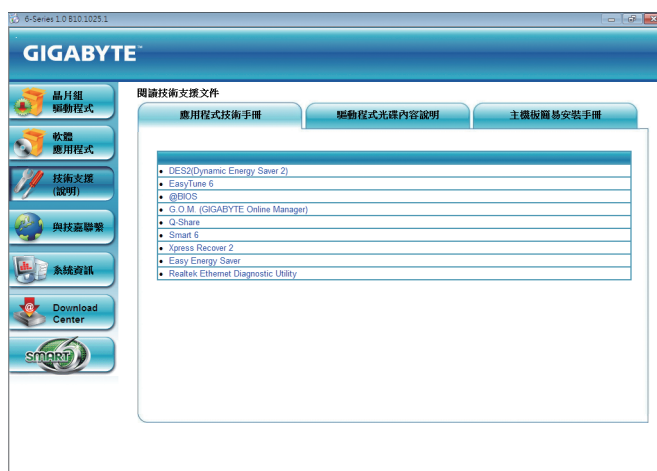 6-Series 1.0 B10.1025.1
GIGABYTE™
晶片組
驅動程式
軟體
應用程式
技術支援
(說明)
與技嘉聯繫
系統資訊
Download
Center
SMART 6
閱讀技術支援文件
應用程式技術手冊
驅動程式光碟內容說明
主機板簡易安裝手冊
DES2(Dynamic Energy Saver 2)
EasyTune 6
@BIOS
G.O.M. (GIGABYTE Online Manager)
Q-Share
Smart 6
Xpress Recover 2
Easy Energy Saver
Realtek Ethernet Diagnostic Utility